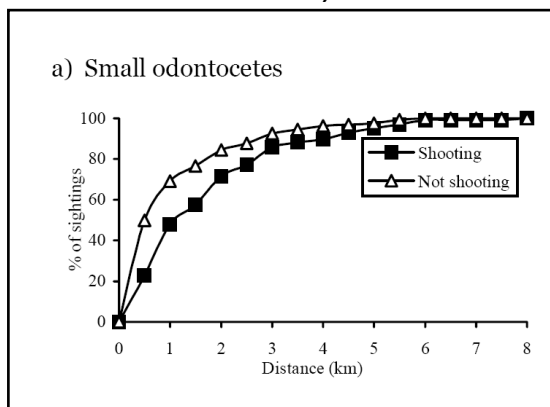 a) Small odontocetes
100
80
60
40
20
0
% of sightings
Shooting
Not shooting
0 1 2 3 4 5 6 7 8
Distance (km)